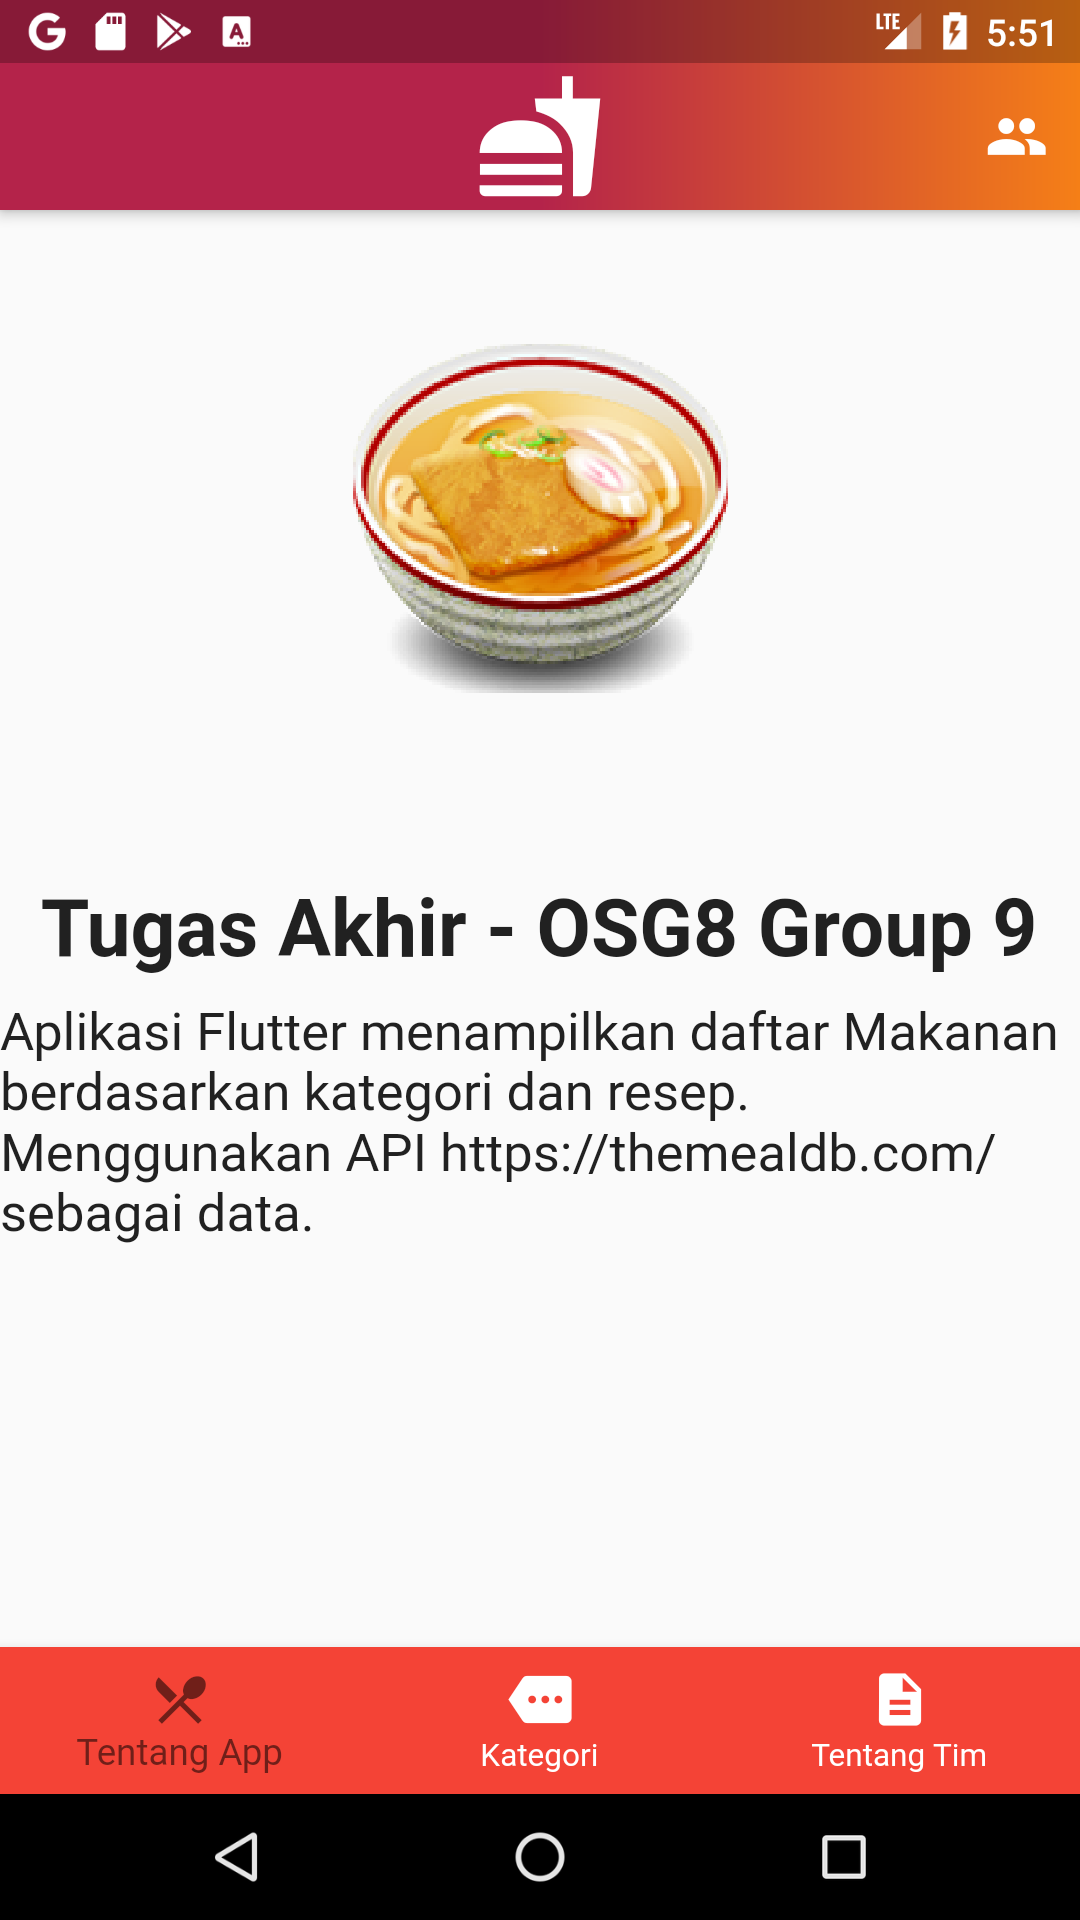 LTE 5:51
Tugas Akhir - OSG8 Group 9
Aplikasi Flutter menampilkan daftar Makanan
berdasarkan kategori dan resep.
Menggunakan API https://themealdb.com/
sebagai data.
Tentang App
Kategori
Tentang Tim